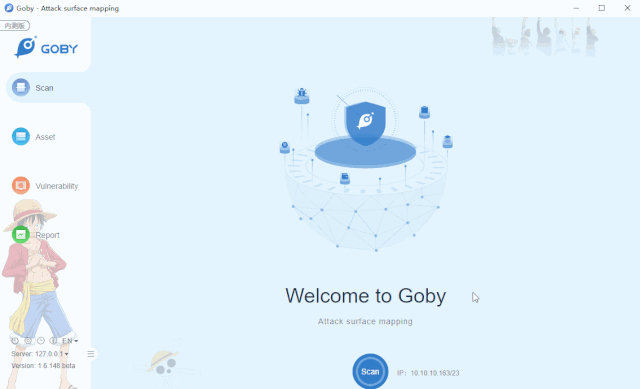 Goby - Attack surface mapping
内测版
GOBY
Scan
Asset
Vulnerability
Report
EN
Server: 127.0.0.1
Version: 1.6.148.beta
Welcome to Goby
Attack surface mapping
Scan
IP: 10.10.10.163/23